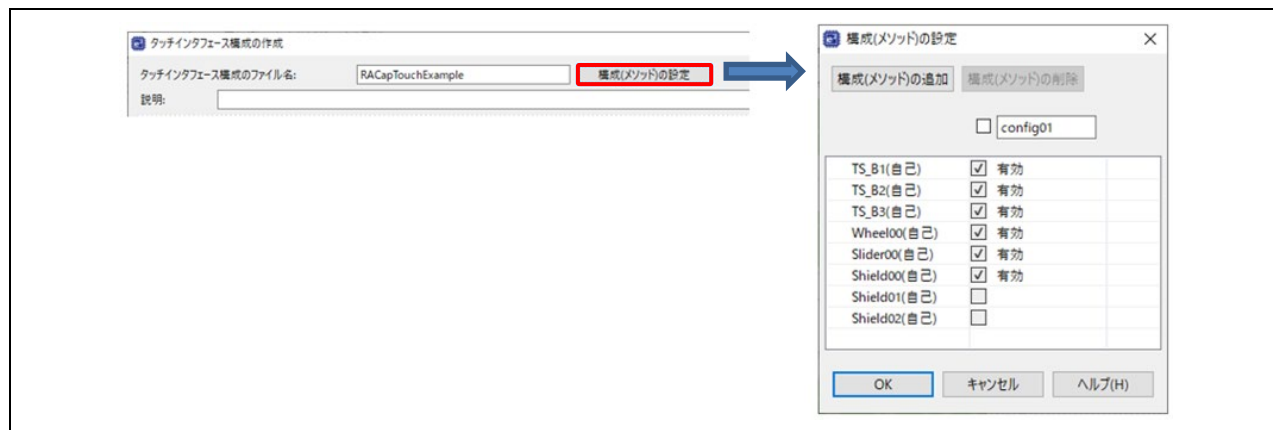 タッチインタフェース構成の作成
タッチインタフェース構成のファイル名: RACapTouchExample 構成(メソッド)の設定
説明:
構成(メソッド)の設定
構成(メソッド)の追加 構成(メソッド)の削除
config01
TS_B1(自己) 有効
TS_B2(自己) 有効
TS_B3(自己) 有効
Wheel00(自己) 有効
Slider00(自己) 有効
Shield00(自己) 有効
Shield01(自己)
Shield02(自己)
OK キャンセル ヘルプ(H)